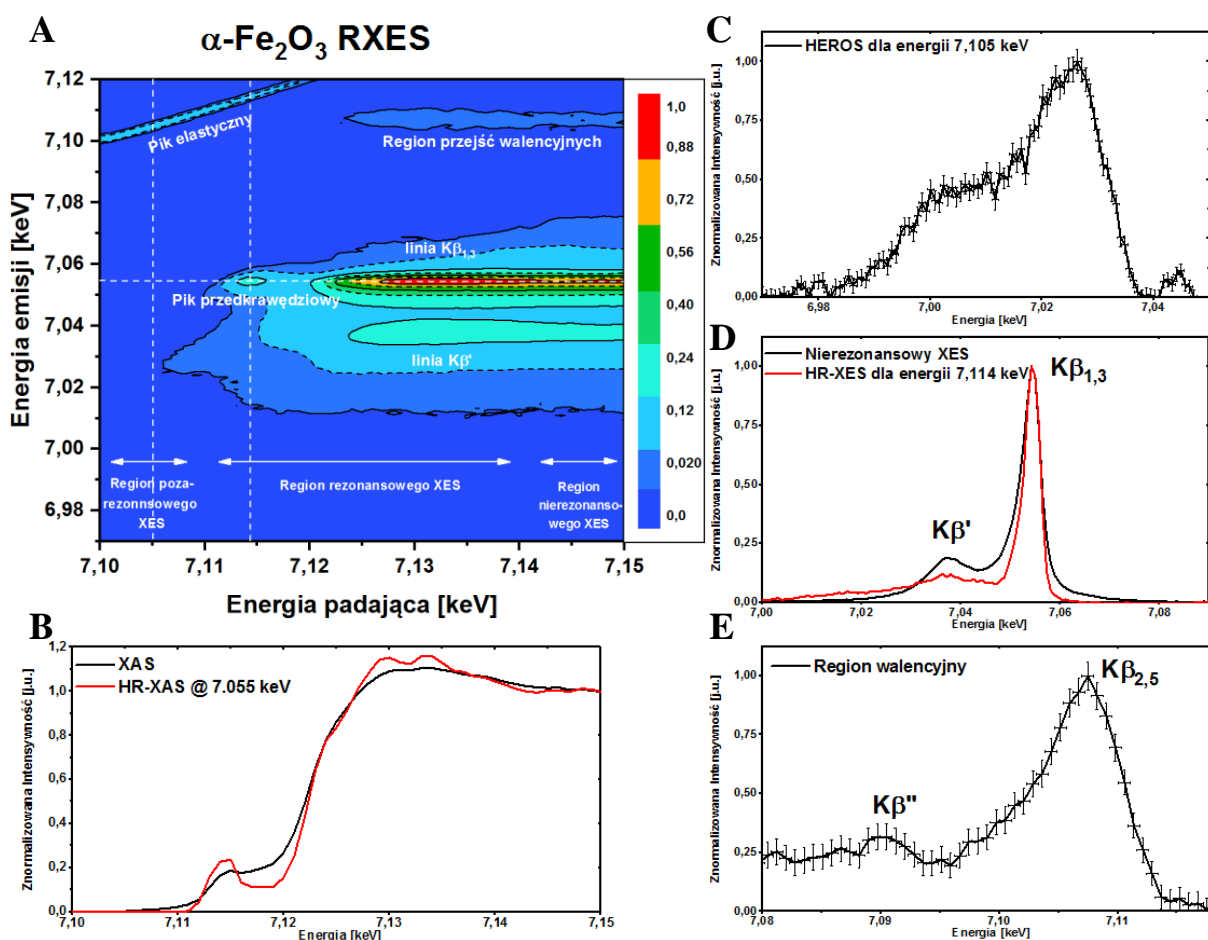 A
α-Fe2O3 RXES
7,12
7,10
7,08
7,06
7,04
7,02
7,00
6,98
Energia emisji [keV]
Pik elastyczny
Region przejść walencyjnych
linia Kβ1,3
Pik przedkrawędziowy
linia Kβ'
Region poza-
rezonnsowego
XES
Region rezonansowego XES
Region
nierezonanso-
wego XES
7,10
7,11
7,12
7,13
7,14
7,15
Energia padająca [keV]
1,0
0,88
0,72
0,56
0,40
0,24
0,12
0,020
0,0
B
XAS
HR-XAS @ 7.055 keV
1,2
1,0
0,8
0,6
0,4
0,2
0,0
Znormalizowana Intensywność [j.u.]
7,10
7,11
7,12
7,13
7,14
7,15
Energia [keV]
C
HEROS dla energii 7,105 keV
1,00
0,75
0,50
0,25
0,00
Znormalizowana Intensywność [j.u.]
6,98
7,00
7,02
7,04
Energia [keV]
D
Nierezonansowy XES
HR-XES dla energii 7,114 keV
Kβ1,3
Kβ'
1,00
0,75
0,50
0,25
0,00
Znormalizowana Intensywność [j.u.]
7,00
7,02
7,04
7,06
7,08
Energia [keV]
E
Region walencyjny
Kβ2,5
Kβ"
1,00
0,75
0,50
0,25
0,00
Znormalizowana Intensywność [j.u.]
7,08
7,09
7,10
7,11
Energia [keV]